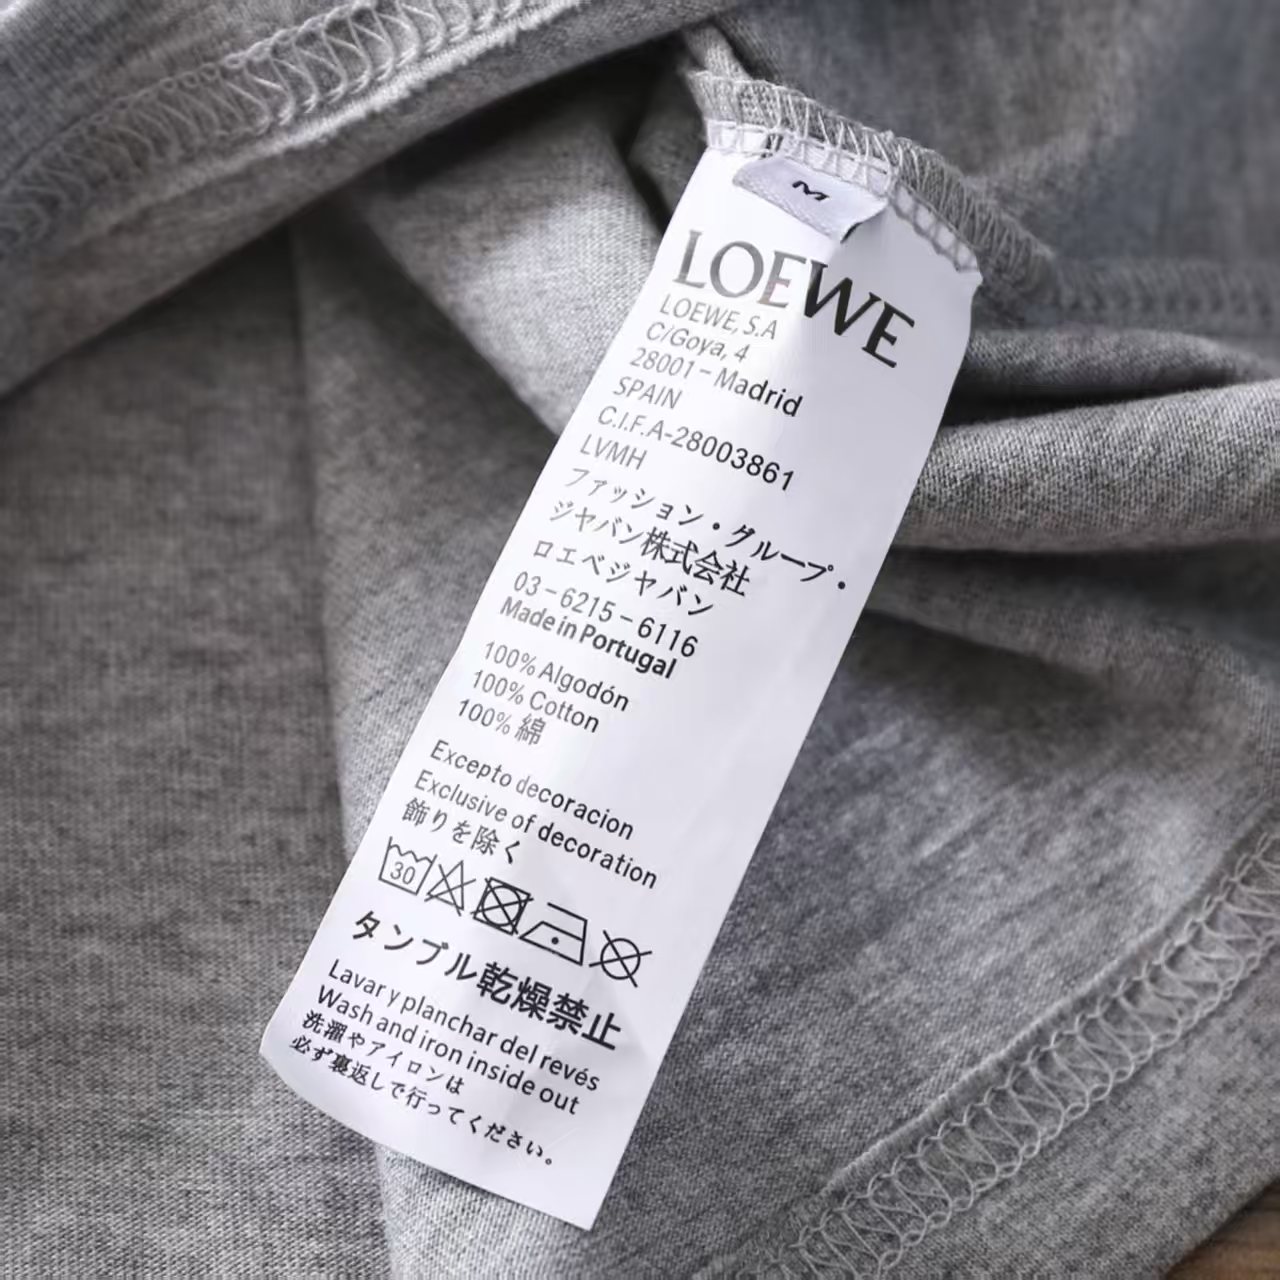 M
LOEWE
LOEWE, S.A
C/Goya, 4
28001-Madrid
SPAIN
C.I.F.A-28003861
LVMH
ファッション・グループ・
ジャパン株式会社
ロエベジャパン
03-6215-6116
Made in Portugal
100% Algodón
100% Cotton
100% 綿
Excepto decoracion
Exclusive of decoration
飾りを除く
30
タンブル乾燥禁止
Lavar y planchar del revés
Wash and iron inside out
洗濯やアイロンは
必ず裏返しで行ってください。